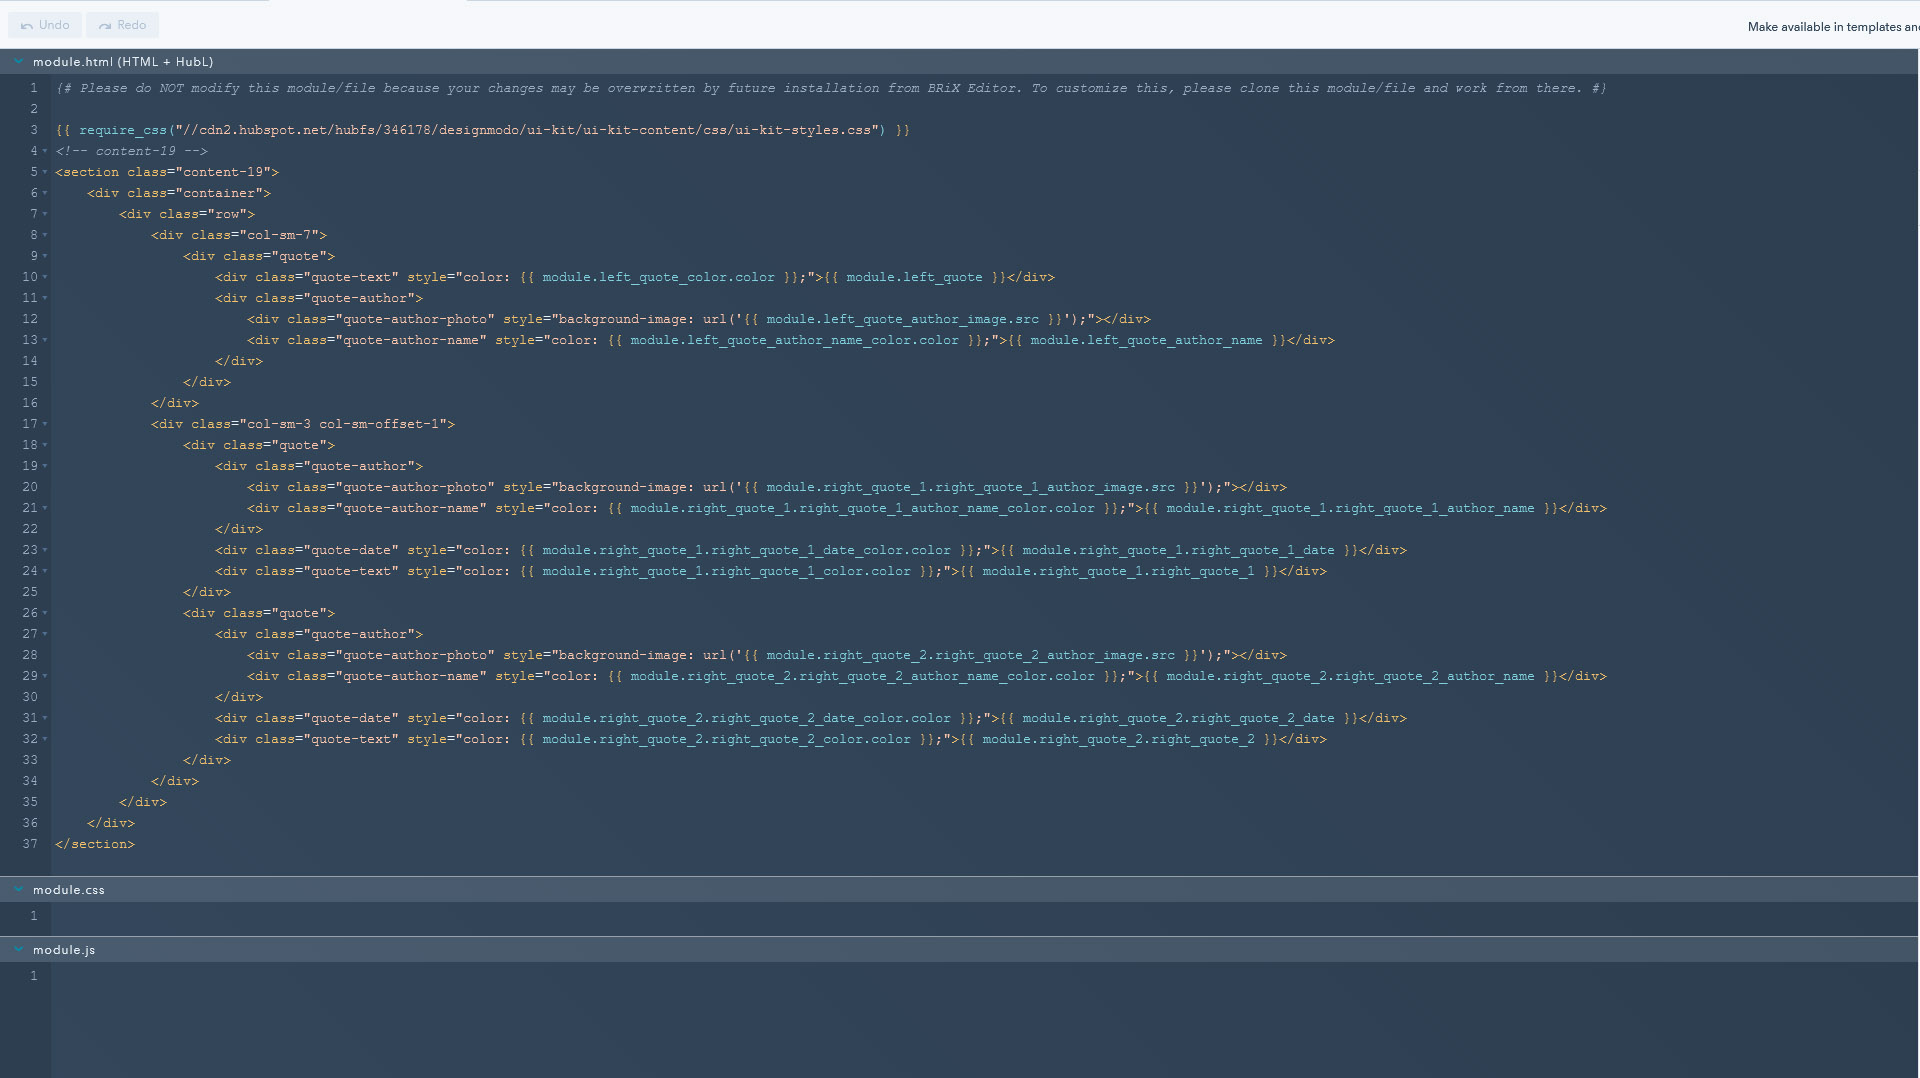 Undo Redo Make available in templates an
module.html (HTML + HubL)
1 {# Please do NOT modify this module/file because your changes may be overwritten by future installation from BRiX Editor. To customize this, please clone this module/file and work from there. #}
2
3 {{ require_css("//cdn2.hubspot.net/hubfs/346178/designmodo/ui-kit/ui-kit-content/css/ui-kit-styles.css") }}
4 <!-- content-19 -->
5 <section class="content-19">
6     <div class="container">
7         <div class="row">
8             <div class="col-sm-7">
9                 <div class="quote">
10                     <div class="quote-text" style="color: {{ module.left_quote_color.color }};">{{ module.left_quote }}</div>
11                     <div class="quote-author">
12                         <div class="quote-author-photo" style="background-image: url('{{ module.left_quote_author_image.src }}');"></div>
13                         <div class="quote-author-name" style="color: {{ module.left_quote_author_name_color.color }};">{{ module.left_quote_author_name }}</div>
14                     </div>
15                 </div>
16             </div>
17             <div class="col-sm-3 col-sm-offset-1">
18                 <div class="quote">
19                     <div class="quote-author">
20                         <div class="quote-author-photo" style="background-image: url('{{ module.right_quote_1.right_quote_1_author_image.src }}');"></div>
21                         <div class="quote-author-name" style="color: {{ module.right_quote_1.right_quote_1_author_name_color.color }};">{{ module.right_quote_1.right_quote_1_author_name }}</div>
22                     </div>
23                     <div class="quote-date" style="color: {{ module.right_quote_1.right_quote_1_date_color.color }};">{{ module.right_quote_1.right_quote_1_date }}</div>
24                     <div class="quote-text" style="color: {{ module.right_quote_1.right_quote_1_color.color }};">{{ module.right_quote_1.right_quote_1 }}</div>
25                 </div>
26                 <div class="quote">
27                     <div class="quote-author">
28                         <div class="quote-author-photo" style="background-image: url('{{ module.right_quote_2.right_quote_2_author_image.src }}');"></div>
29                         <div class="quote-author-name" style="color: {{ module.right_quote_2.right_quote_2_author_name_color.color }};">{{ module.right_quote_2.right_quote_2_author_name }}</div>
30                     </div>
31                     <div class="quote-date" style="color: {{ module.right_quote_2.right_quote_2_date_color.color }};">{{ module.right_quote_2.right_quote_2_date }}</div>
32                     <div class="quote-text" style="color: {{ module.right_quote_2.right_quote_2_color.color }};">{{ module.right_quote_2.right_quote_2 }}</div>
33                 </div>
34             </div>
35         </div>
36     </div>
37 </section>
module.css
1
module.js
1